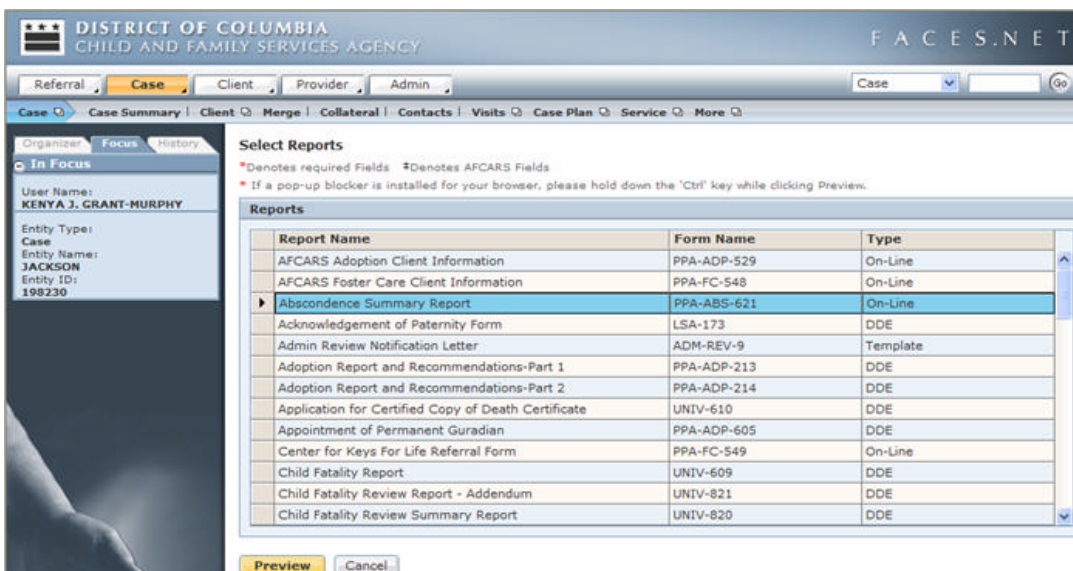 DISTRICT OF COLUMBIA
CHILD AND FAMILY SERVICES AGENCY
FACES.NET
Referral Case Client Provider Admin Case Go
Case Case Summary | Client Merge | Collateral | Contacts | Visits Case Plan Service More
Organizer Focus History
In Focus
User Name:
KENYA J. GRANT-MURPHY
Entity Type:
Case
Entity Name:
JACKSON
Entity ID:
198230
Select Reports
*Denotes required Fields ‡Denotes AFCARS Fields
* If a pop-up blocker is installed for your browser, please hold down the 'Ctrl' key while clicking Preview.
Reports
Report Name Form Name Type
AFCARS Adoption Client Information PPA-ADP-529 On-Line
AFCARS Foster Care Client Information PPA-FC-548 On-Line
Abscondence Summary Report PPA-ABS-621 On-Line
Acknowledgement of Paternity Form LSA-173 DDE
Admin Review Notification Letter ADM-REV-9 Template
Adoption Report and Recommendations-Part 1 PPA-ADP-213 DDE
Adoption Report and Recommendations-Part 2 PPA-ADP-214 DDE
Application for Certified Copy of Death Certificate UNIV-610 DDE
Appointment of Permanent Guradian PPA-ADP-605 DDE
Center for Keys For Life Referral Form PPA-FC-549 On-Line
Child Fatality Report UNIV-609 DDE
Child Fatality Review Report - Addendum UNIV-821 DDE
Child Fatality Review Summary Report UNIV-820 DDE
Preview Cancel